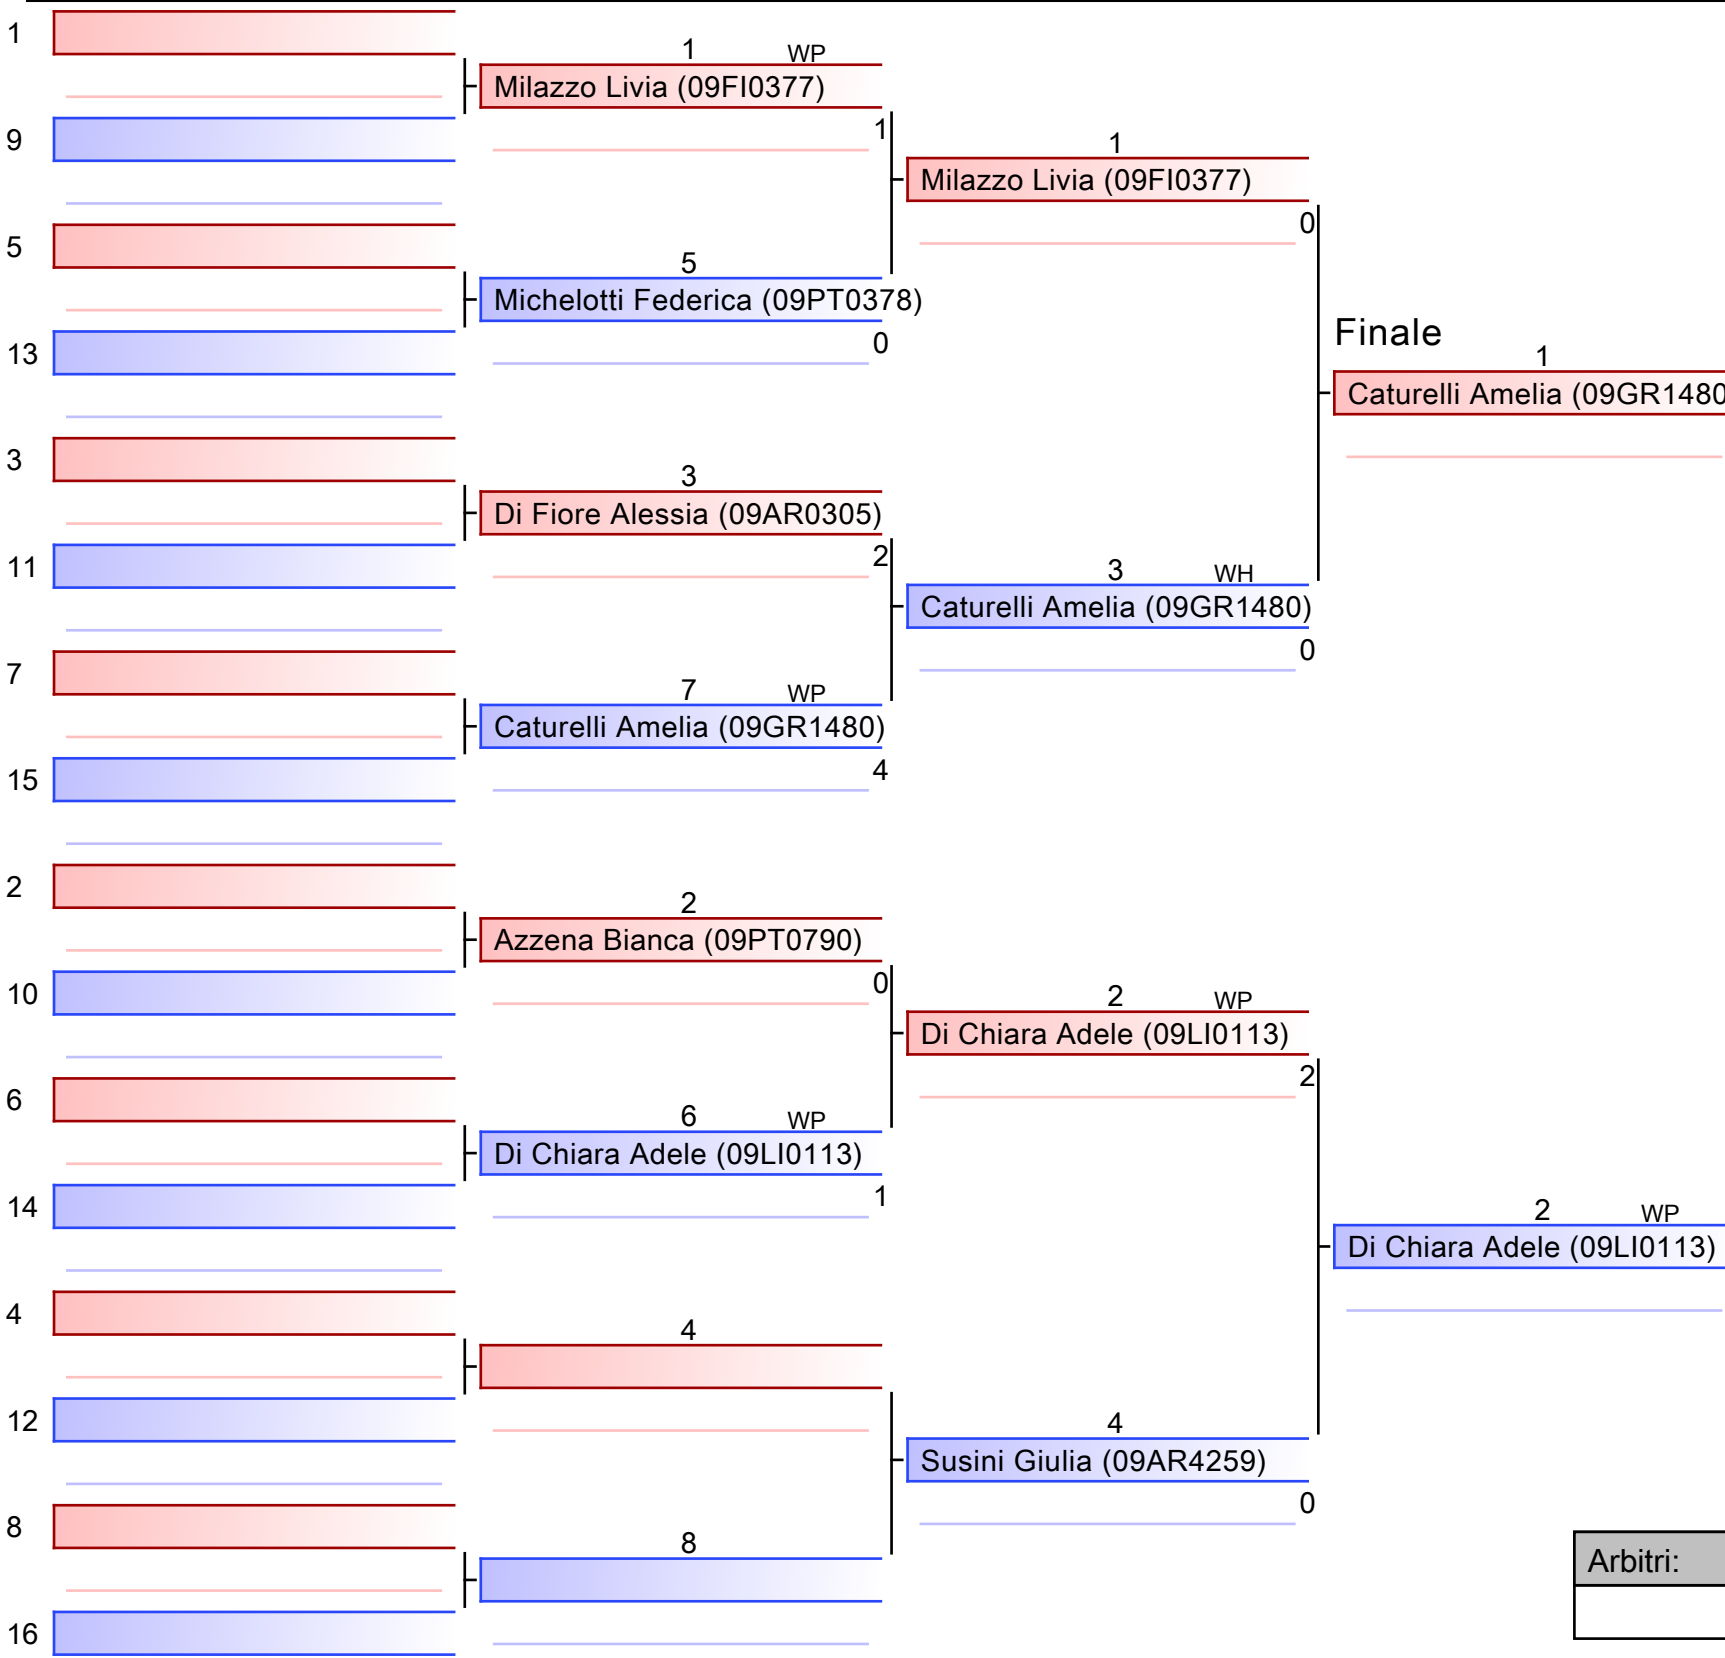 1
1 WP
Milazzo Livia (09FI0377)
9
1
1
Milazzo Livia (09FI0377)
0
5
5
Michelotti Federica (09PT0378)
0
13
Finale
1
Caturelli Amelia (09GR1480
3
3
Di Fiore Alessia (09AR0305)
2
11
3 WH
Caturelli Amelia (09GR1480)
0
7
7 WP
Caturelli Amelia (09GR1480)
4
15
2
2
Azzena Bianca (09PT0790)
0
10
2 WP
Di Chiara Adele (09LI0113)
2
6
6 WP
Di Chiara Adele (09LI0113)
1
14
2 WP
Di Chiara Adele (09LI0113)
4
4
12
4
Susini Giulia (09AR4259)
0
8
8
Arbitri:
16